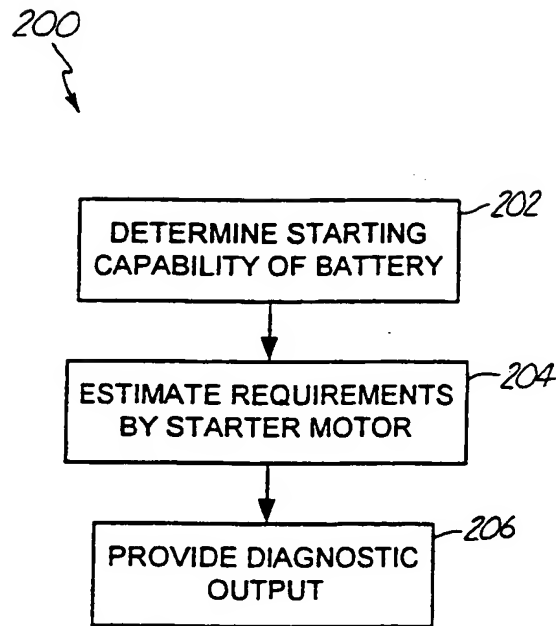 200
202
DETERMINE STARTING
CAPABILITY OF BATTERY
204
ESTIMATE REQUIREMENTS
BY STARTER MOTOR
206
PROVIDE DIAGNOSTIC
OUTPUT